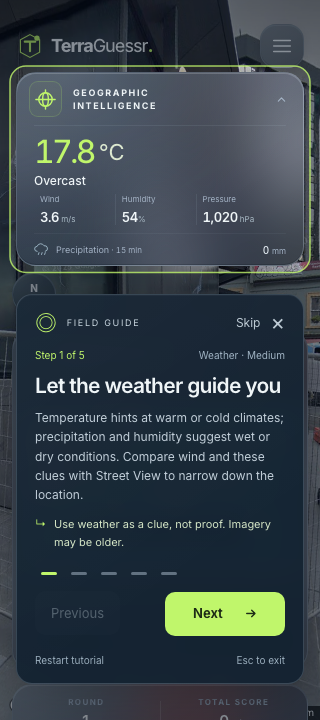 TerraGuessr.
GEOGRAPHIC
INTELLIGENCE
17.8 °C
Overcast
Wind Humidity Pressure
3.6 m/s 54% 1,020 hPa
Precipitation · 15 min 0 mm
N
FIELD GUIDE Skip
Step 1 of 5 Weather · Medium
Let the weather guide you
Temperature hints at warm or cold climates;
precipitation and humidity suggest wet or
dry conditions. Compare wind and these
clues with Street View to narrow down the
location.
Use weather as a clue, not proof. Imagery
may be older.
Previous Next
Restart tutorial Esc to exit
ROUND TOTAL SCORE